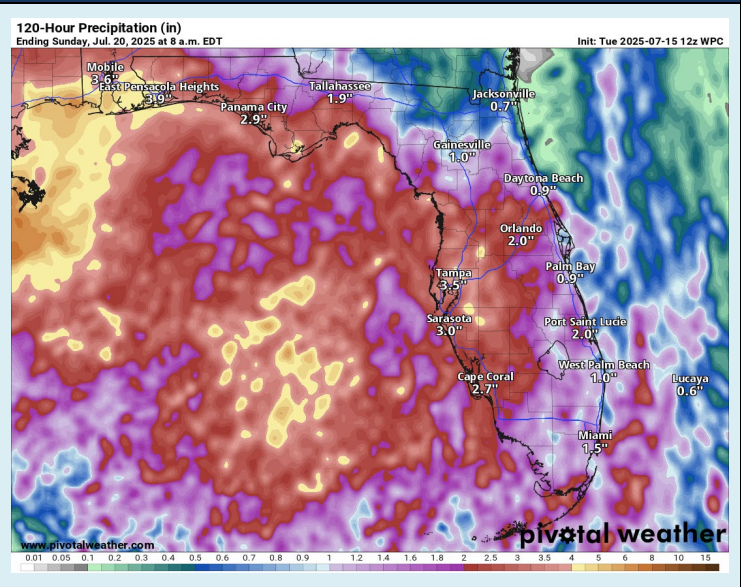 120-Hour Precipitation (in)
Ending Sunday, Jul. 20, 2025 at 8 a.m. EDT
Init: Tue 2025-07-15 12z WPC
Mobile
3.6"
East Pensacola Heights
3.9"
Panama City
2.9"
Tallahassee
1.9"
Jacksonville
0.7"
Gainesville
1.0"
Daytona Beach
0.9"
Orlando
2.0"
Palm Bay
0.9"
Tampa
3.5"
Sarasota
3.0"
Port Saint Lucie
2.0"
West Palm Beach
1.0"
Cape Coral
2.7"
Lucaya
0.6"
Miami
1.5"
pivotal weather
www.pivotalweather.com
0.01 0.05 0.1 0.2 0.3 0.4 0.5 0.6 0.7 0.8 0.9 1 1.2 1.4 1.6 1.8 2 2.5 3 3.5 4 5 6 8 10 15